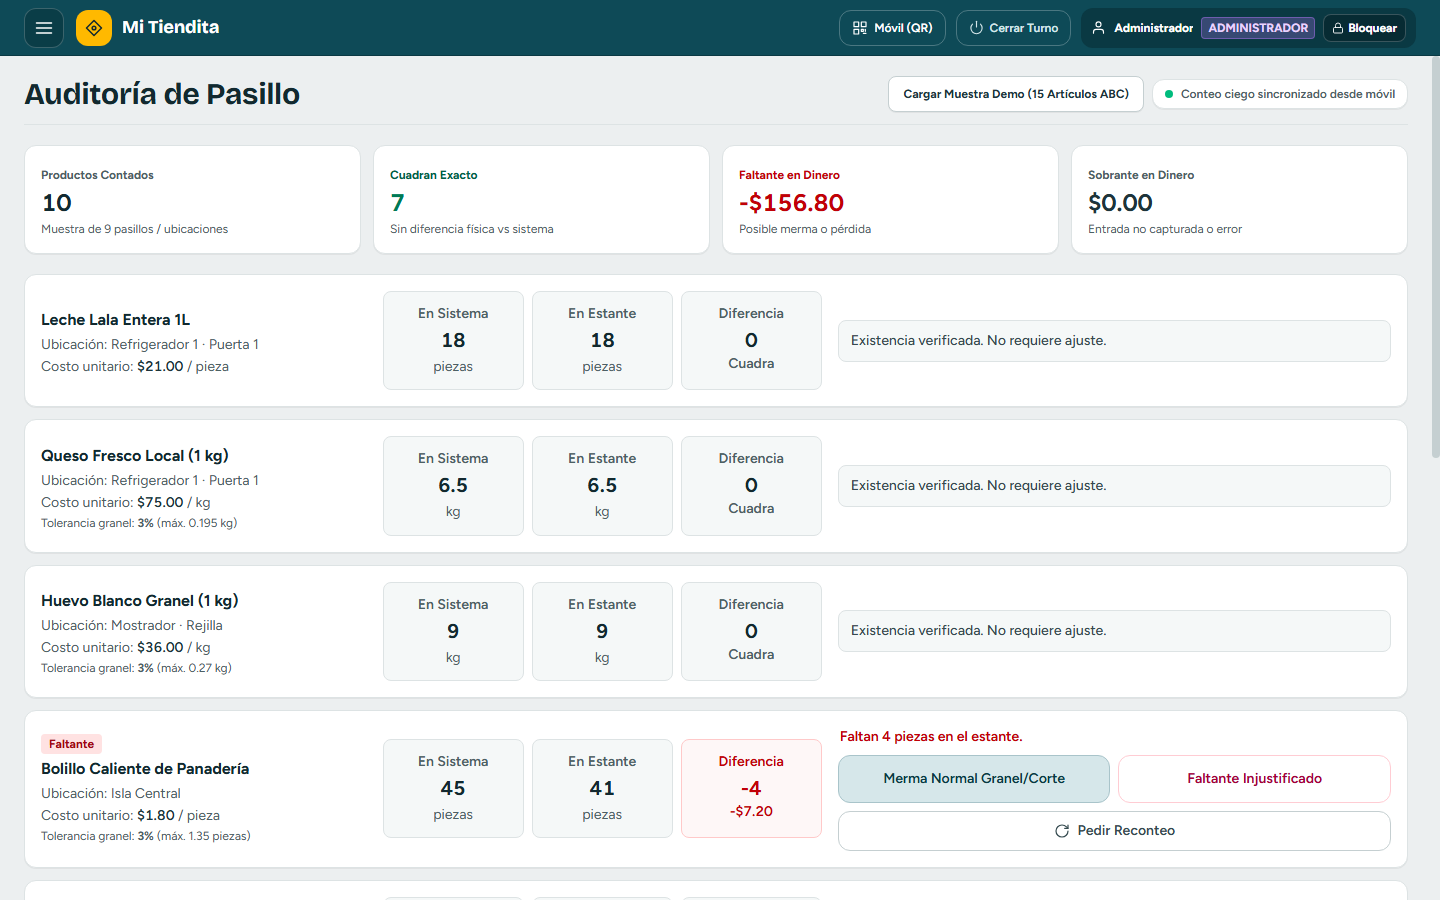 Mi Tiendita
Móvil (QR)
Cerrar Turno
Administrador
ADMINISTRADOR
Bloquear
Auditoría de Pasillo
Cargar Muestra Demo (15 Artículos ABC)
Conteo ciego sincronizado desde móvil
Productos Contados
10
Muestra de 9 pasillos / ubicaciones
Cuadran Exacto
7
Sin diferencia física vs sistema
Faltante en Dinero
-$156.80
Posible merma o pérdida
Sobrante en Dinero
$0.00
Entrada no capturada o error
Leche Lala Entera 1L
Ubicación: Refrigerador 1 · Puerta 1
Costo unitario: $21.00 / pieza
En Sistema
18
piezas
En Estante
18
piezas
Diferencia
0
Cuadra
Existencia verificada. No requiere ajuste.
Queso Fresco Local (1 kg)
Ubicación: Refrigerador 1 · Puerta 1
Costo unitario: $75.00 / kg
Tolerancia granel: 3% (máx. 0.195 kg)
En Sistema
6.5
kg
En Estante
6.5
kg
Diferencia
0
Cuadra
Existencia verificada. No requiere ajuste.
Huevo Blanco Granel (1 kg)
Ubicación: Mostrador · Rejilla
Costo unitario: $36.00 / kg
Tolerancia granel: 3% (máx. 0.27 kg)
En Sistema
9
kg
En Estante
9
kg
Diferencia
0
Cuadra
Existencia verificada. No requiere ajuste.
Faltante
Bolillo Caliente de Panadería
Ubicación: Isla Central
Costo unitario: $1.80 / pieza
Tolerancia granel: 3% (máx. 1.35 piezas)
En Sistema
45
piezas
En Estante
41
piezas
Diferencia
-4
-$7.20
Faltan 4 piezas en el estante.
Merma Normal Granel/Corte
Faltante Injustificado
Pedir Reconteo